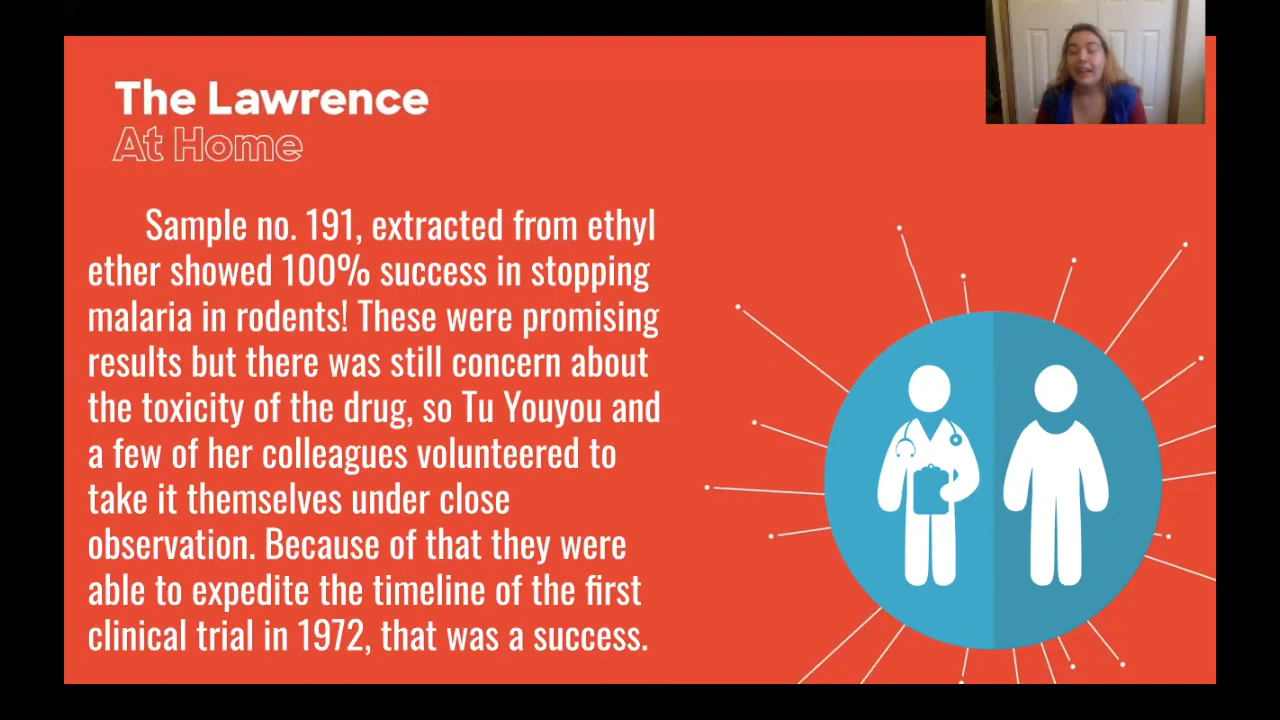 The Lawrence
At Home
Sample no. 191, extracted from ethyl
ether showed 100% success in stopping
malaria in rodents! These were promising
results but there was still concern about
the toxicity of the drug, so Tu Youyou and
a few of her colleagues volunteered to
take it themselves under close
observation. Because of that they were
able to expedite the timeline of the first
clinical trial in 1972, that was a success.